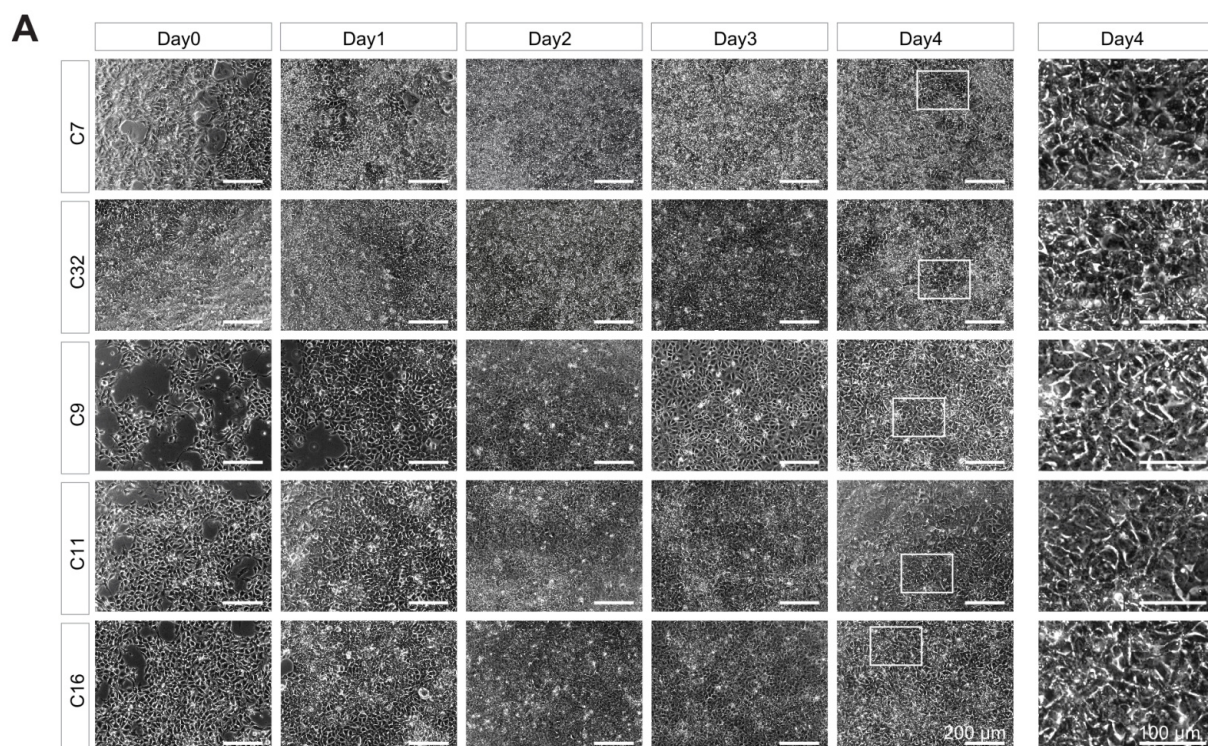 A
Day0 Day1 Day2 Day3 Day4 Day4
C7
C32
C9
C11
C16
200 μm 100 μm